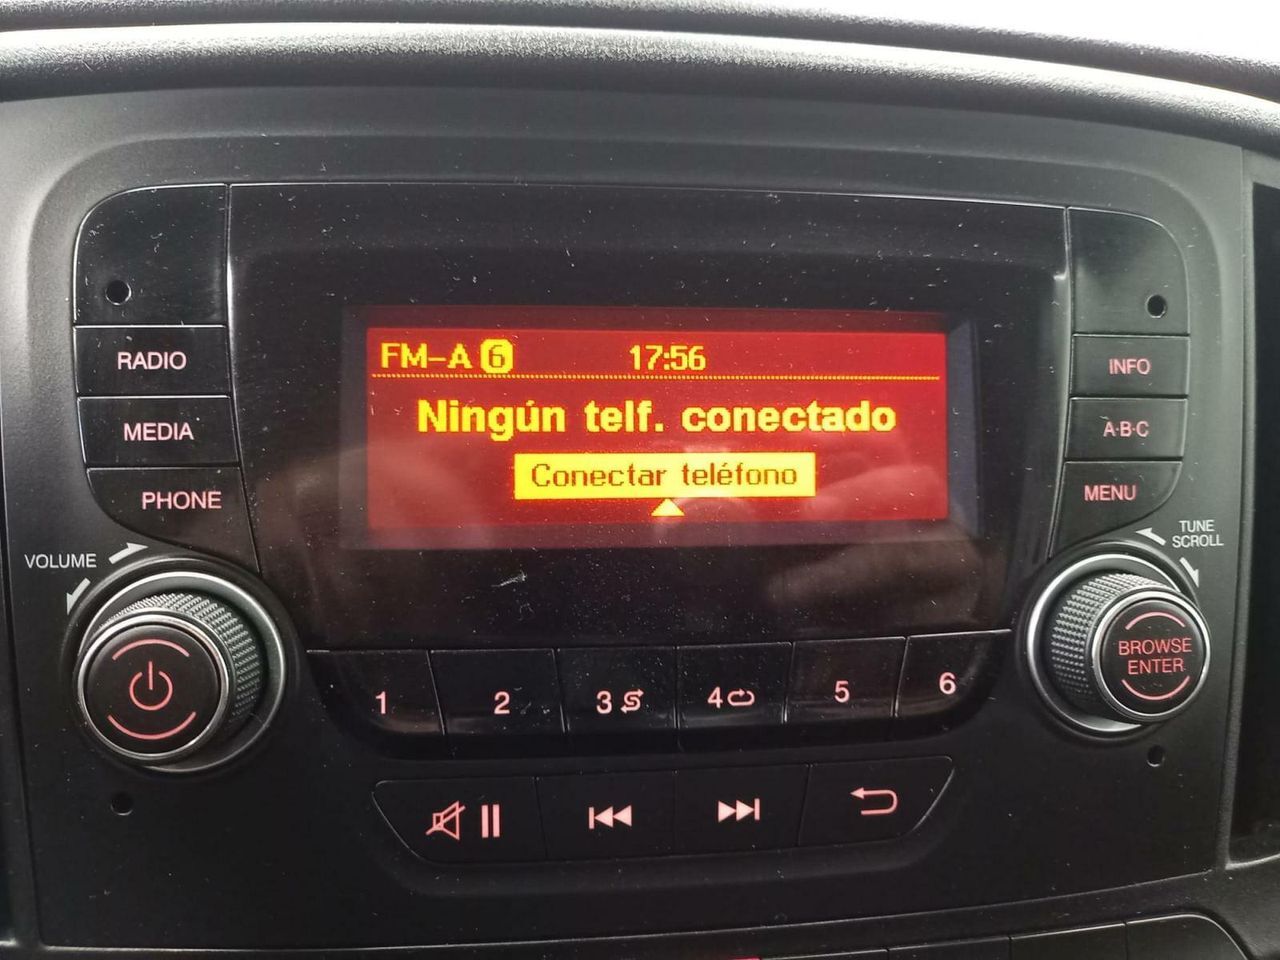 FM-A 6 17:56
Ningún telf. conectado
Conectar teléfono
RADIO
MEDIA
PHONE
VOLUME
INFO
A·B·C
MENU
TUNE
SCROLL
BROWSE
ENTER
1 2 3 4 5 6